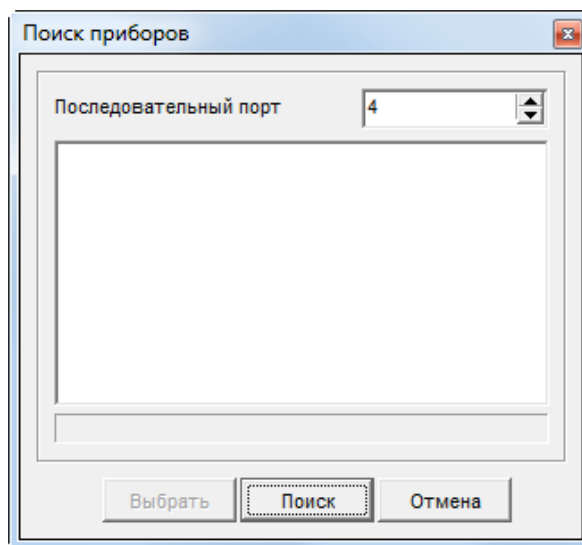 Поиск приборов
Последовательный порт 4
Выбрать Поиск Отмена